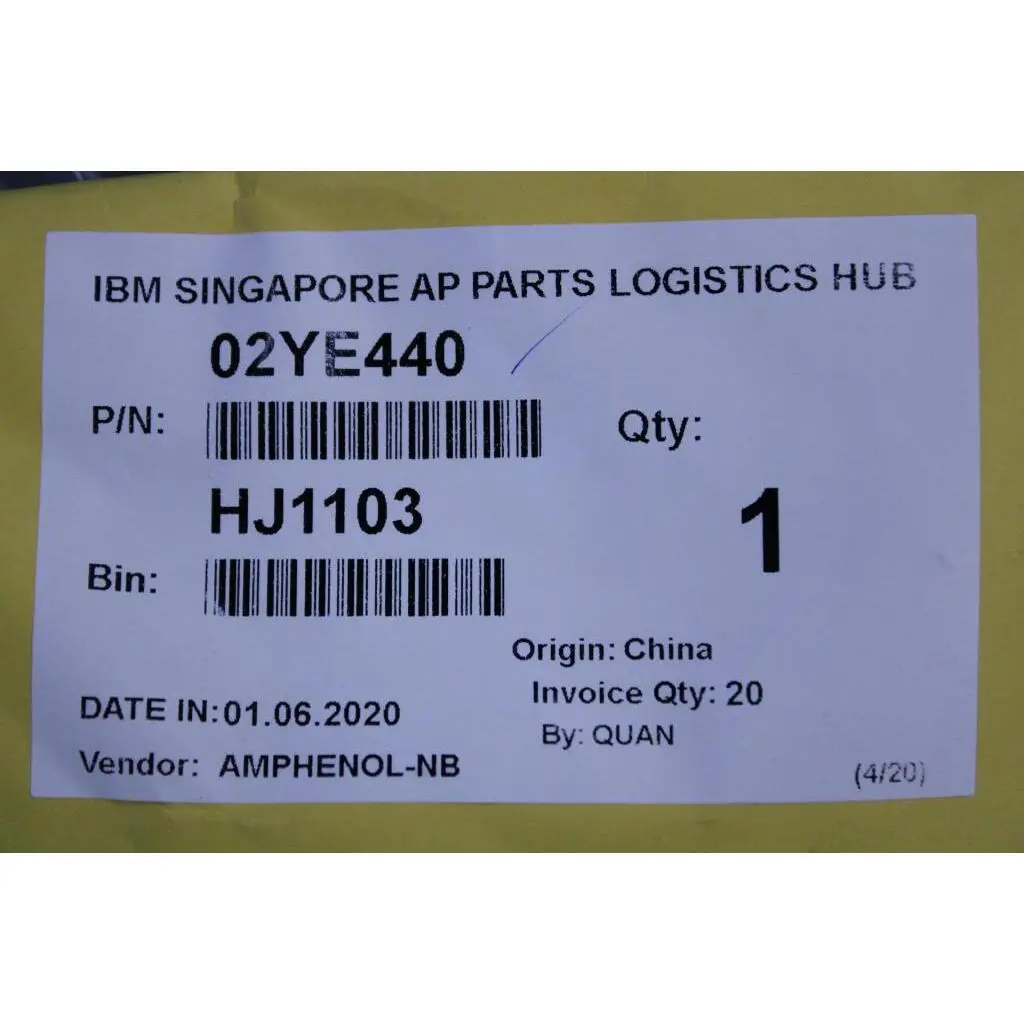 IBM SINGAPORE AP PARTS LOGISTICS HUB
02YE440
P/N:
Qty:
HJ1103
1
Bin:
Origin: China
Invoice Qty: 20
DATE IN:01.06.2020
By: QUAN
Vendor: AMPHENOL-NB
(4/20)